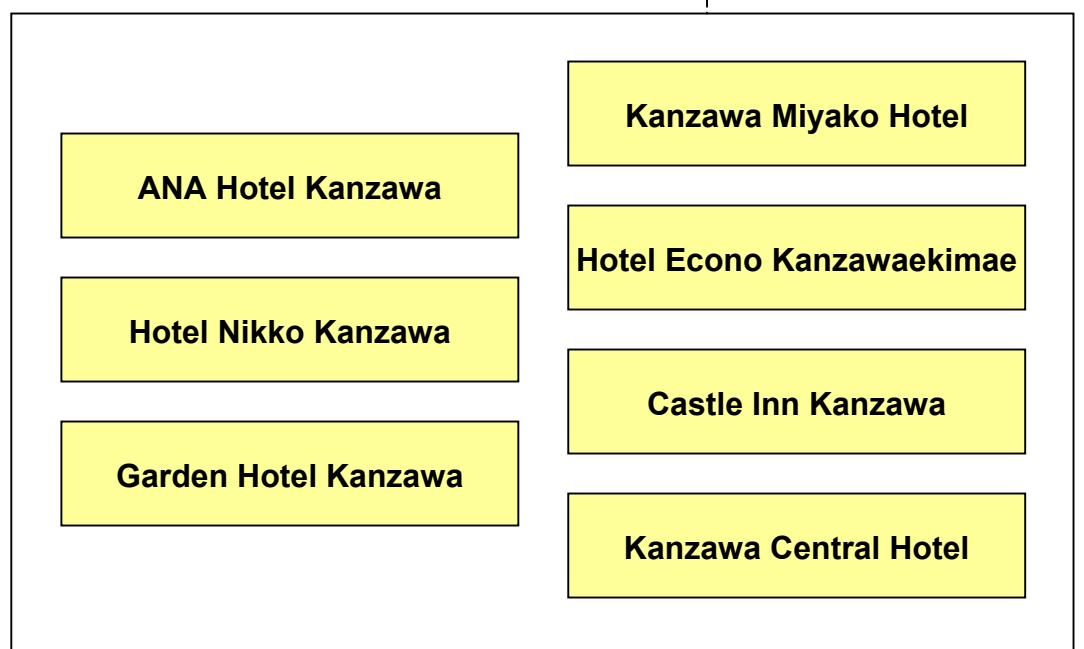 ANA Hotel Kanzawa
Hotel Nikko Kanzawa
Garden Hotel Kanzawa
Kanzawa Miyako Hotel
Hotel Econo Kanzawaekimae
Castle Inn Kanzawa
Kanzawa Central Hotel